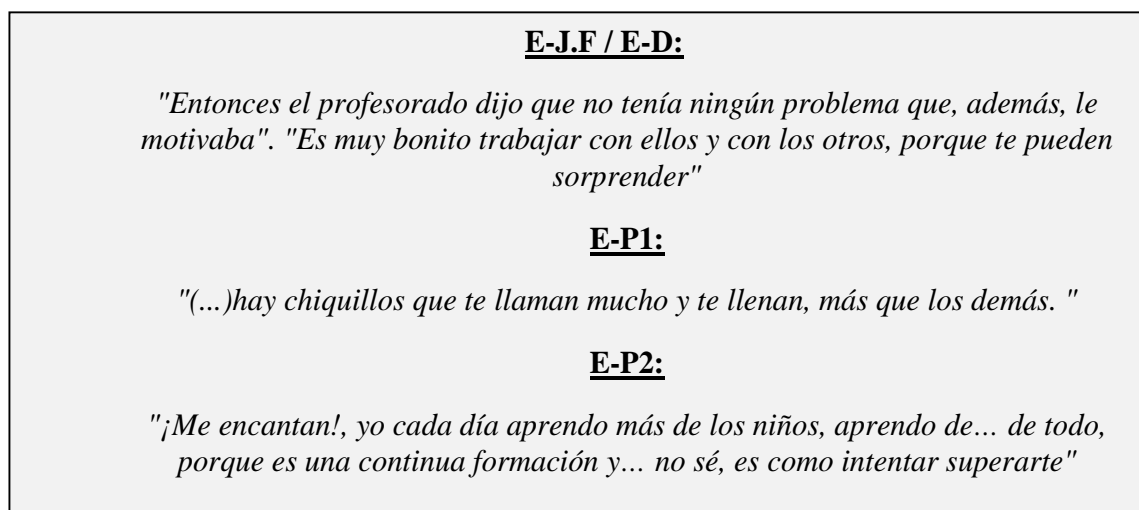 E-J.F / E-D:
"Entonces el profesorado dijo que no tenía ningún problema que, además, le
motivaba". "Es muy bonito trabajar con ellos y con los otros, porque te pueden
sorprender"
E-P1:
"(...)hay chiquillos que te llaman mucho y te llenan, más que los demás. "
E-P2:
"¡Me encantan!, yo cada día aprendo más de los niños, aprendo de… de todo,
porque es una continua formación y… no sé, es como intentar superarte"